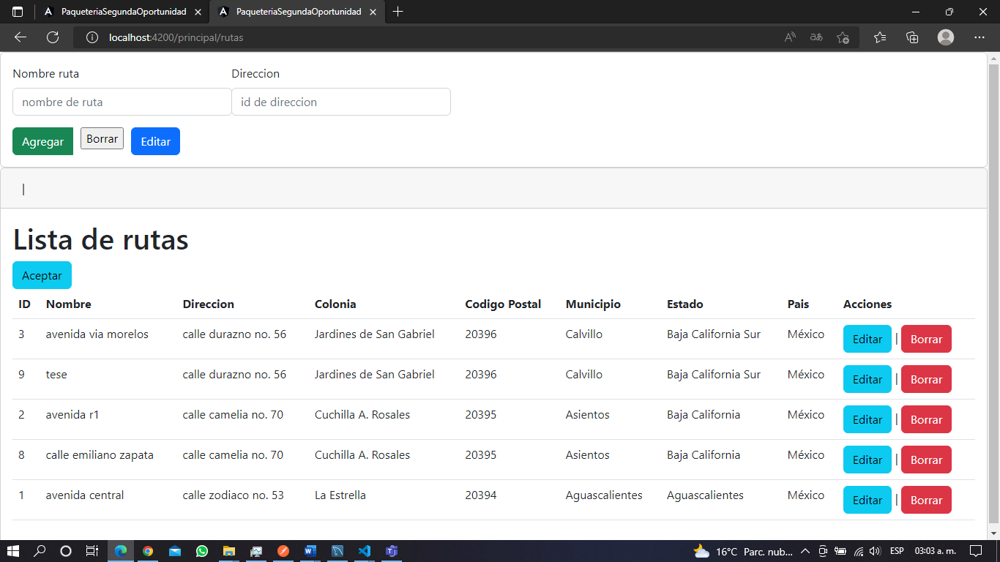 PaqueteriaSegundaOportunidad PaqueteriaSegundaOportunidad
localhost:4200/principal/rutas
Nombre ruta Direccion
nombre de ruta id de direccion
Agregar Borrar Editar
|
Lista de rutas
Aceptar
ID Nombre Direccion Colonia Codigo Postal Municipio Estado Pais Acciones
3 avenida via morelos calle durazno no. 56 Jardines de San Gabriel 20396 Calvillo Baja California Sur México Editar | Borrar
9 tese calle durazno no. 56 Jardines de San Gabriel 20396 Calvillo Baja California Sur México Editar | Borrar
2 avenida r1 calle camelia no. 70 Cuchilla A. Rosales 20395 Asientos Baja California México Editar | Borrar
8 calle emiliano zapata calle camelia no. 70 Cuchilla A. Rosales 20395 Asientos Baja California México Editar | Borrar
1 avenida central calle zodiaco no. 53 La Estrella 20394 Aguascalientes Aguascalientes México Editar | Borrar
16°C Parc. nub... ESP 03:03 a. m.